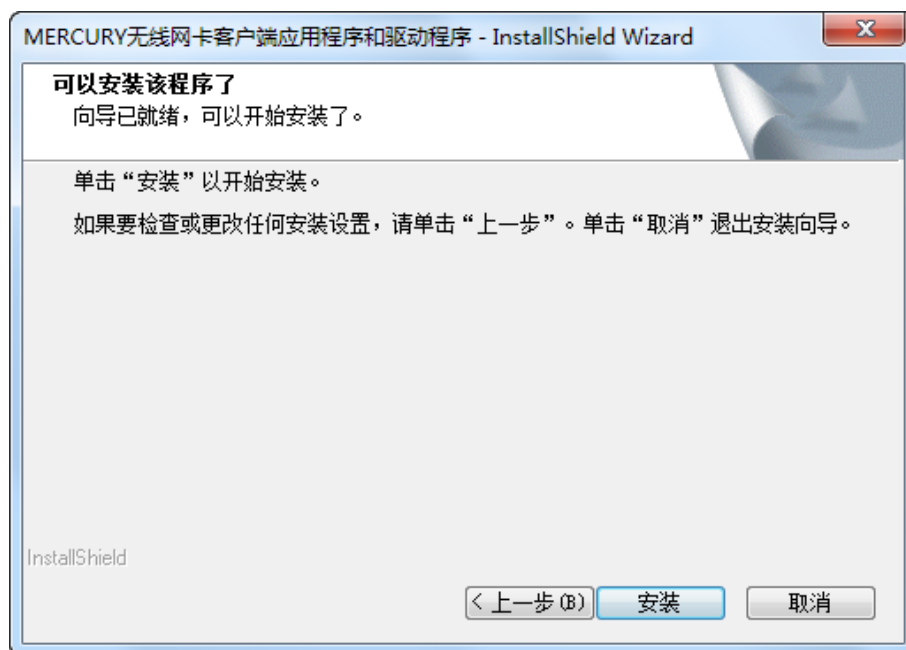 MERCURY无线网卡客户端应用程序和驱动程序 - InstallShield Wizard
可以安装该程序了
向导已就绪，可以开始安装了。
单击“安装”以开始安装。
如果要检查或更改任何安装设置，请单击“上一步”。单击“取消”退出安装向导。
InstallShield
< 上一步(B) 安装 取消